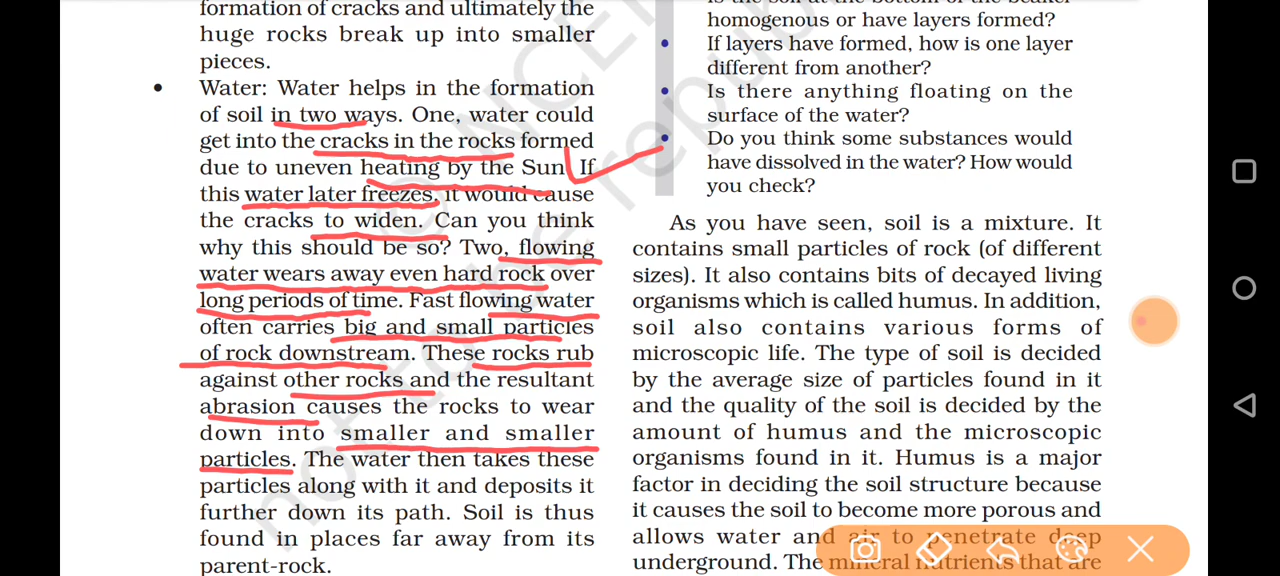 formation of cracks and ultimately the
huge rocks break up into smaller
pieces.
• Water: Water helps in the formation
of soil in two ways. One, water could
get into the cracks in the rocks formed
due to uneven heating by the Sun. If
this water later freezes, it would cause
the cracks to widen. Can you think
why this should be so? Two, flowing
water wears away even hard rock over
long periods of time. Fast flowing water
often carries big and small particles
of rock downstream. These rocks rub
against other rocks and the resultant
abrasion causes the rocks to wear
down into smaller and smaller
particles. The water then takes these
particles along with it and deposits it
further down its path. Soil is thus
found in places far away from its
parent-rock.
is the soil at the bottom of the beaker
homogenous or have layers formed?
• If layers have formed, how is one layer
different from another?
• Is there anything floating on the
surface of the water?
• Do you think some substances would
have dissolved in the water? How would
you check?
As you have seen, soil is a mixture. It
contains small particles of rock (of different
sizes). It also contains bits of decayed living
organisms which is called humus. In addition,
soil also contains various forms of
microscopic life. The type of soil is decided
by the average size of particles found in it
and the quality of the soil is decided by the
amount of humus and the microscopic
organisms found in it. Humus is a major
factor in deciding the soil structure because
it causes the soil to become more porous and
allows water and air to penetrate deep
underground. The mineral nutrients that are
© NCE
not to
republ